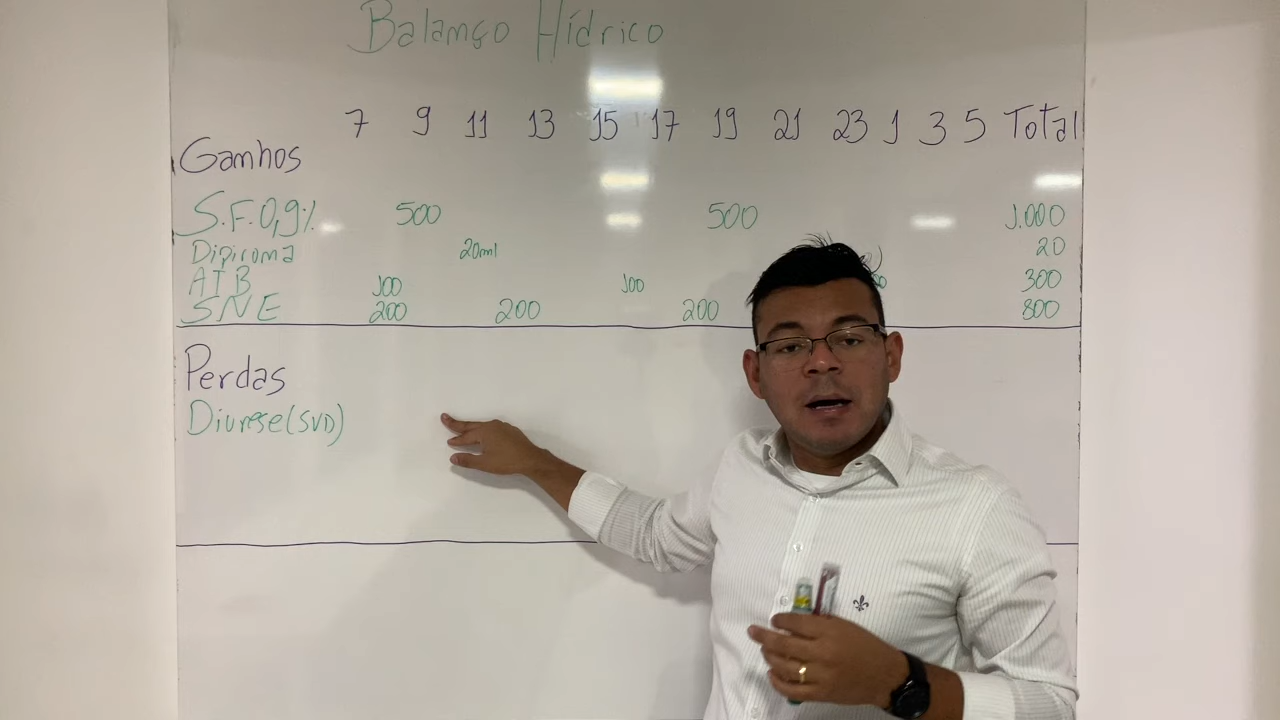 Balanço Hídrico
7 9 11 13 15 17 19 21 23 1 3 5 Total
Ganhos
S.F. 0,9% 500 500 1.000
Dipirona 20ml 20
ATB 100 100 300
SNE 200 200 200 800
Perdas
Diurese (SVD)